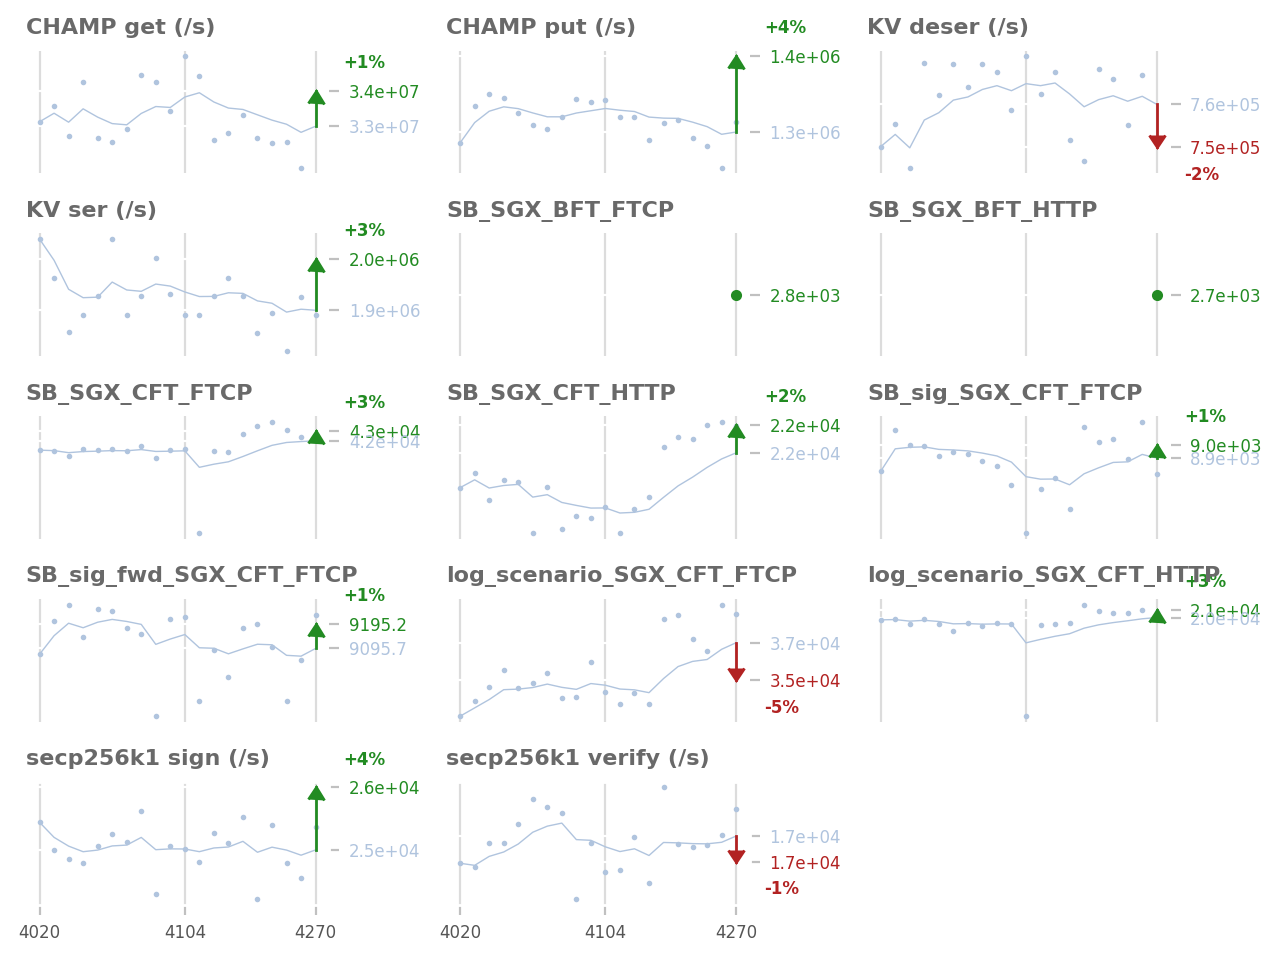 CHAMP get (/s)
+1%
3.4e+07
3.3e+07
CHAMP put (/s)
+4%
1.4e+06
1.3e+06
KV deser (/s)
7.6e+05
7.5e+05
-2%
KV ser (/s)
+3%
2.0e+06
1.9e+06
SB_SGX_BFT_FTCP
2.8e+03
SB_SGX_BFT_HTTP
2.7e+03
SB_SGX_CFT_FTCP
+3%
4.3e+04
4.2e+04
SB_SGX_CFT_HTTP
+2%
2.2e+04
2.2e+04
SB_sig_SGX_CFT_FTCP
+1%
9.0e+03
8.9e+03
SB_sig_fwd_SGX_CFT_FTCP
+1%
9195.2
9095.7
log_scenario_SGX_CFT_FTCP
3.7e+04
3.5e+04
-5%
log_scenario_SGX_CFT_HTTP
+3%
2.1e+04
2.0e+04
secp256k1 sign (/s)
+4%
2.6e+04
2.5e+04
secp256k1 verify (/s)
1.7e+04
1.7e+04
-1%
4020 4104 4270
4020 4104 4270